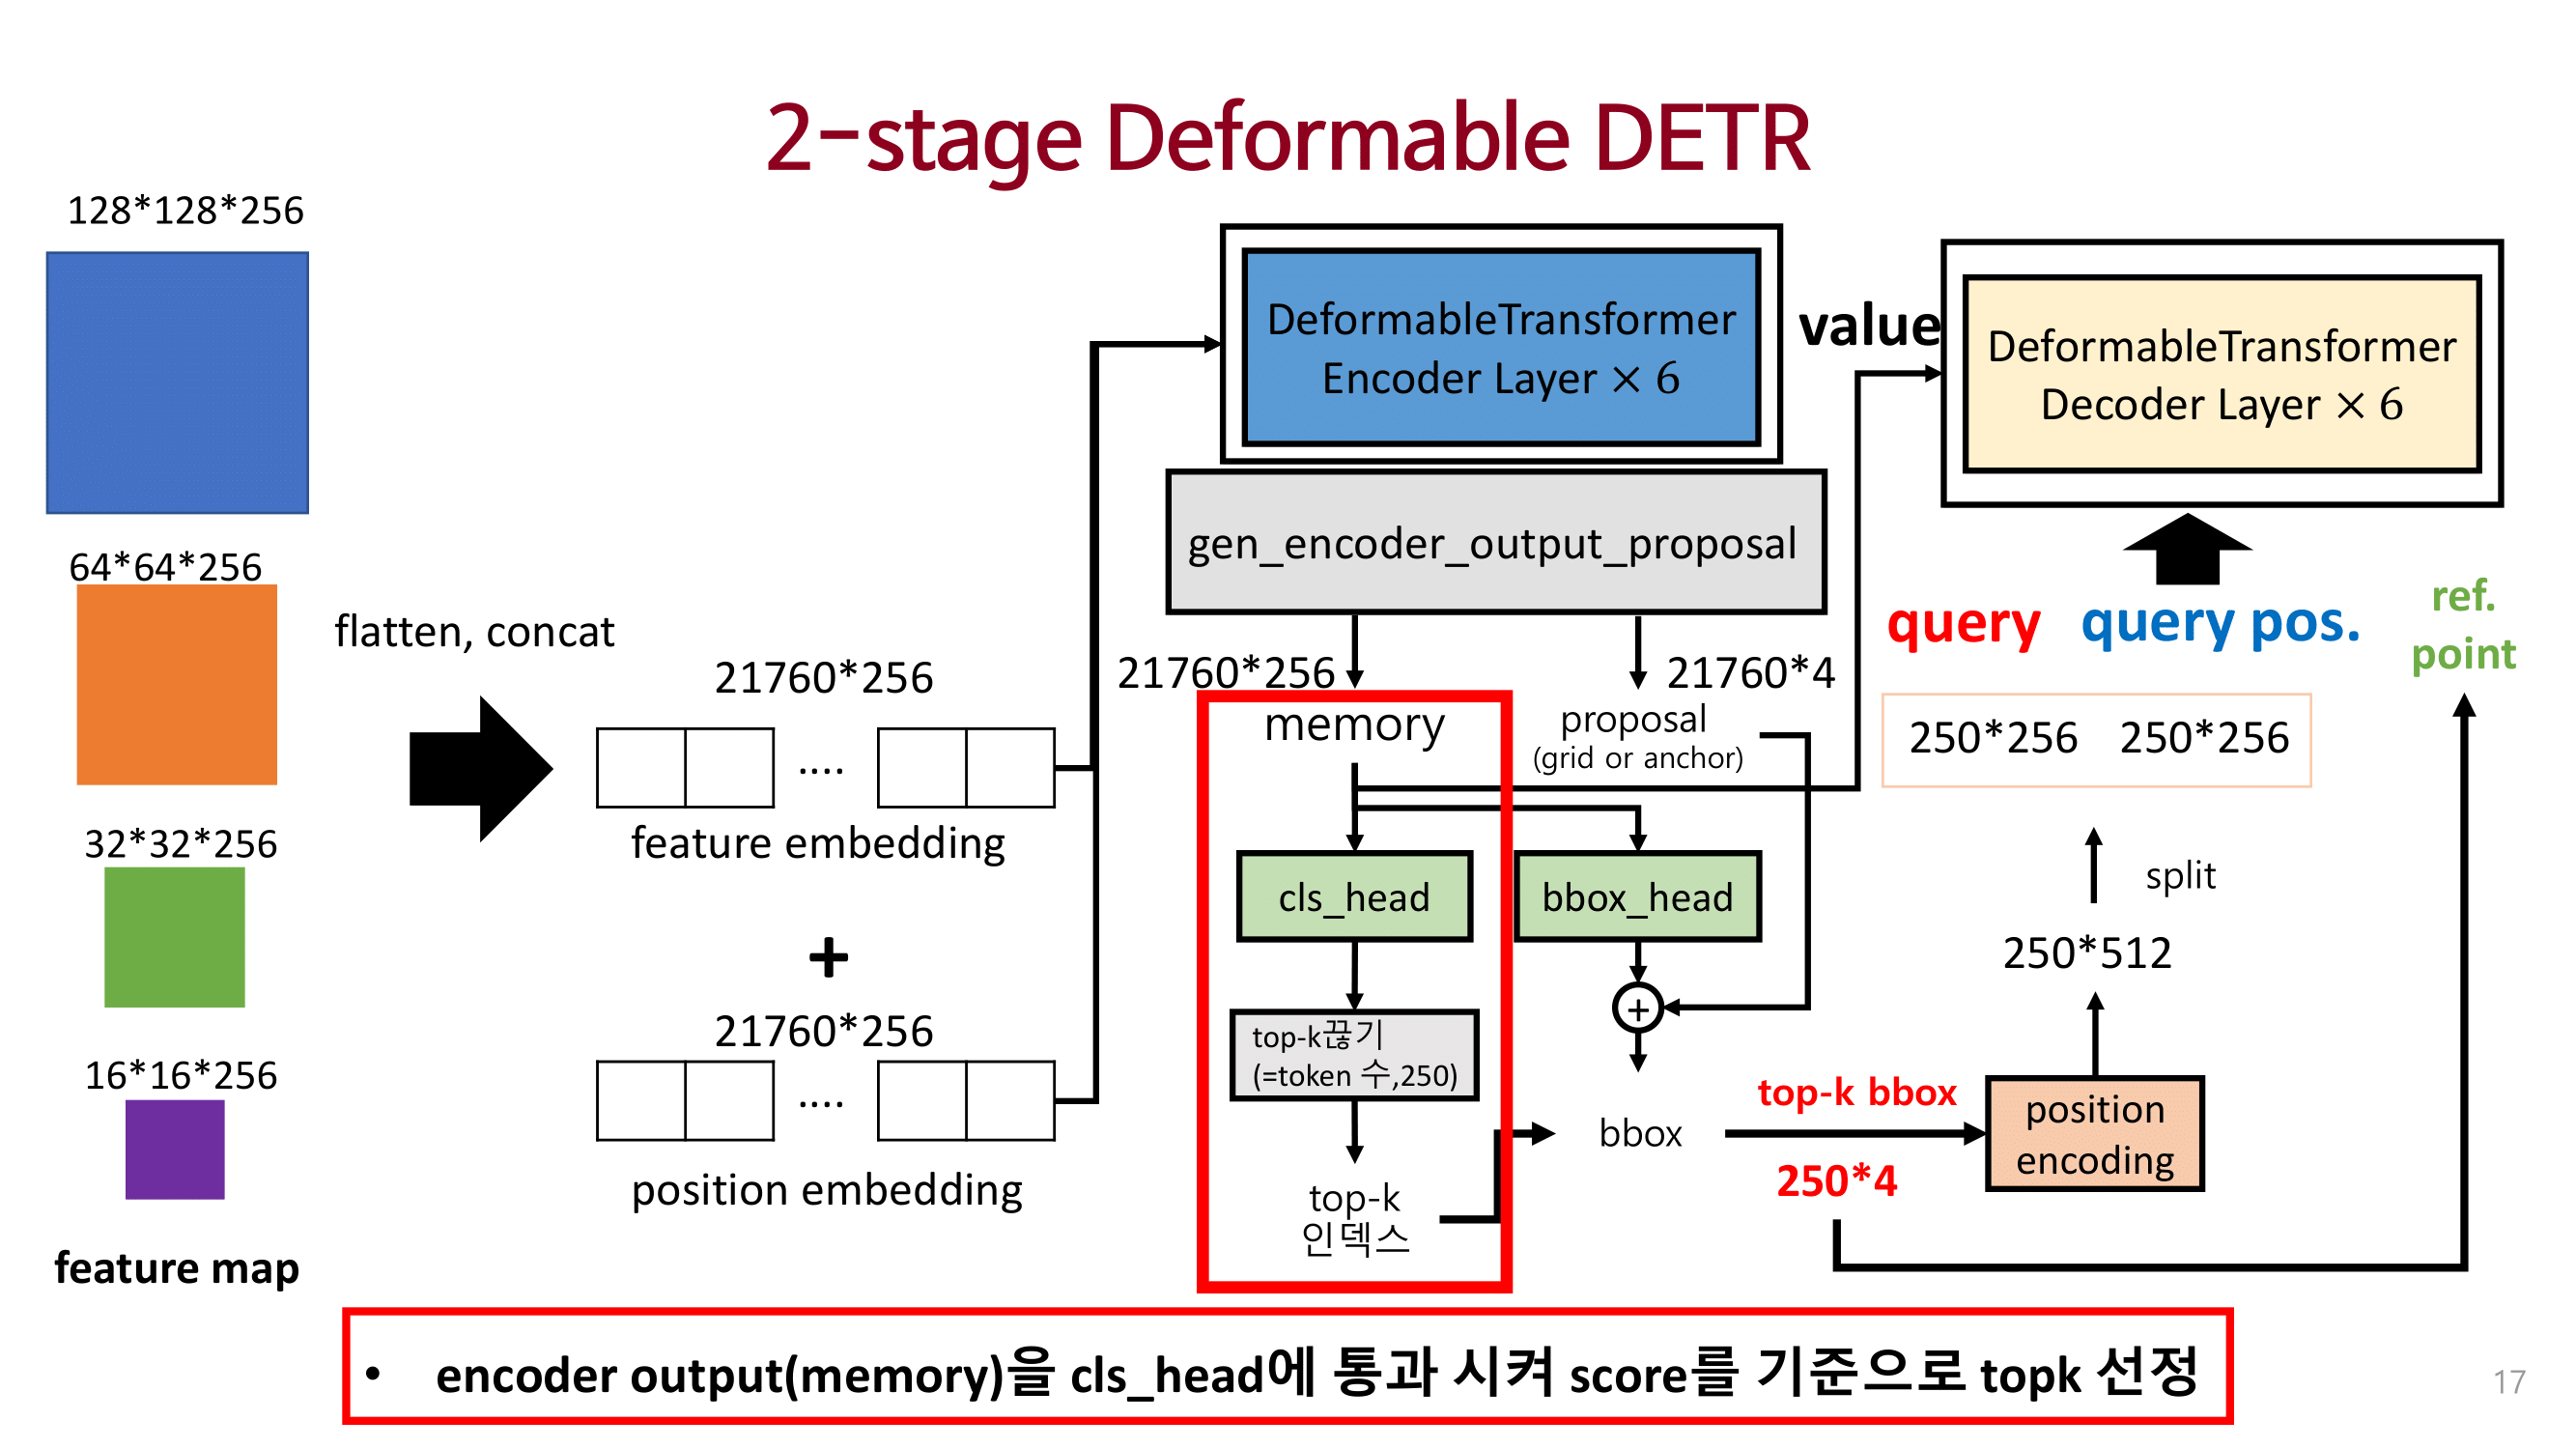 2-stage Deformable DETR
128*128*256
64*64*256
32*32*256
16*16*256
feature map
flatten, concat
21760*256
....
feature embedding
+
21760*256
....
position embedding
DeformableTransformer
Encoder Layer × 6
gen_encoder_output_proposal
21760*256
21760*4
memory
proposal
(grid or anchor)
cls_head
bbox_head
+
top-k끊기
(=token 수,250)
top-k
인덱스
bbox
top-k bbox
250*4
position
encoding
250*512
split
250*256
250*256
query
query pos.
ref.
point
value
DeformableTransformer
Decoder Layer × 6
• encoder output(memory)을 cls_head에 통과 시켜 score를 기준으로 topk 선정
17